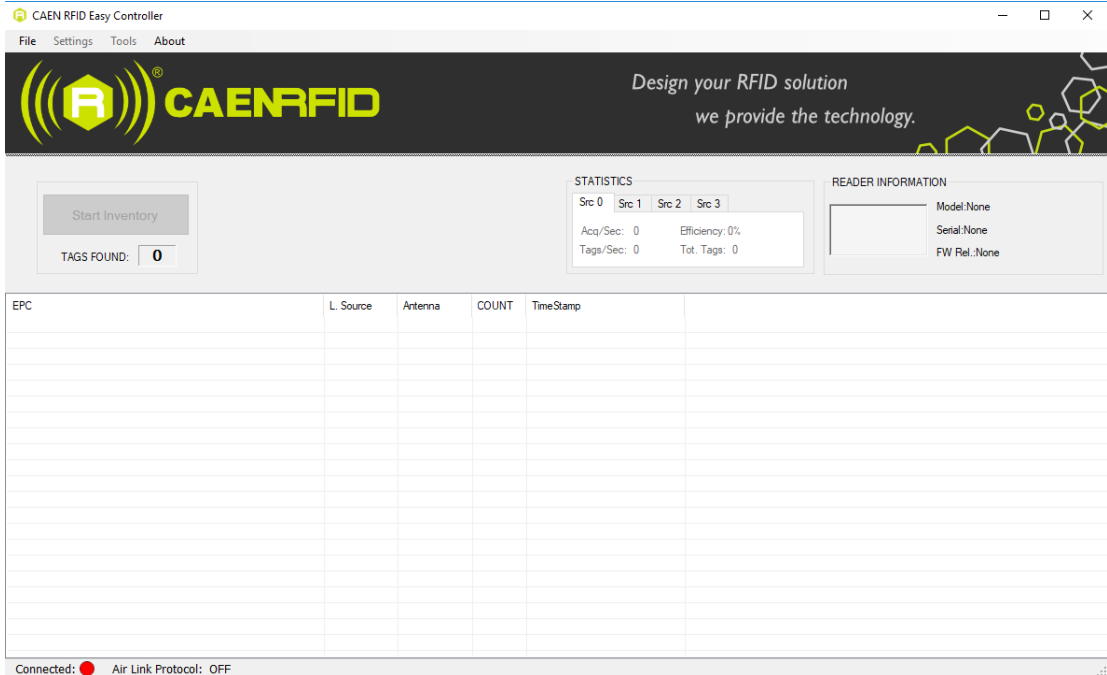 CAEN RFID Easy Controller
File Settings Tools About
R ® CAENRFID
Design your RFID solution
we provide the technology.
Start Inventory
TAGS FOUND: 0
STATISTICS
Src 0 Src 1 Src 2 Src 3
Acq/Sec: 0 Efficiency: 0%
Tags/Sec: 0 Tot. Tags: 0
READER INFORMATION
Model:None
Serial:None
FW Rel.:None
EPC L. Source Antenna COUNT TimeStamp
Connected: Air Link Protocol: OFF